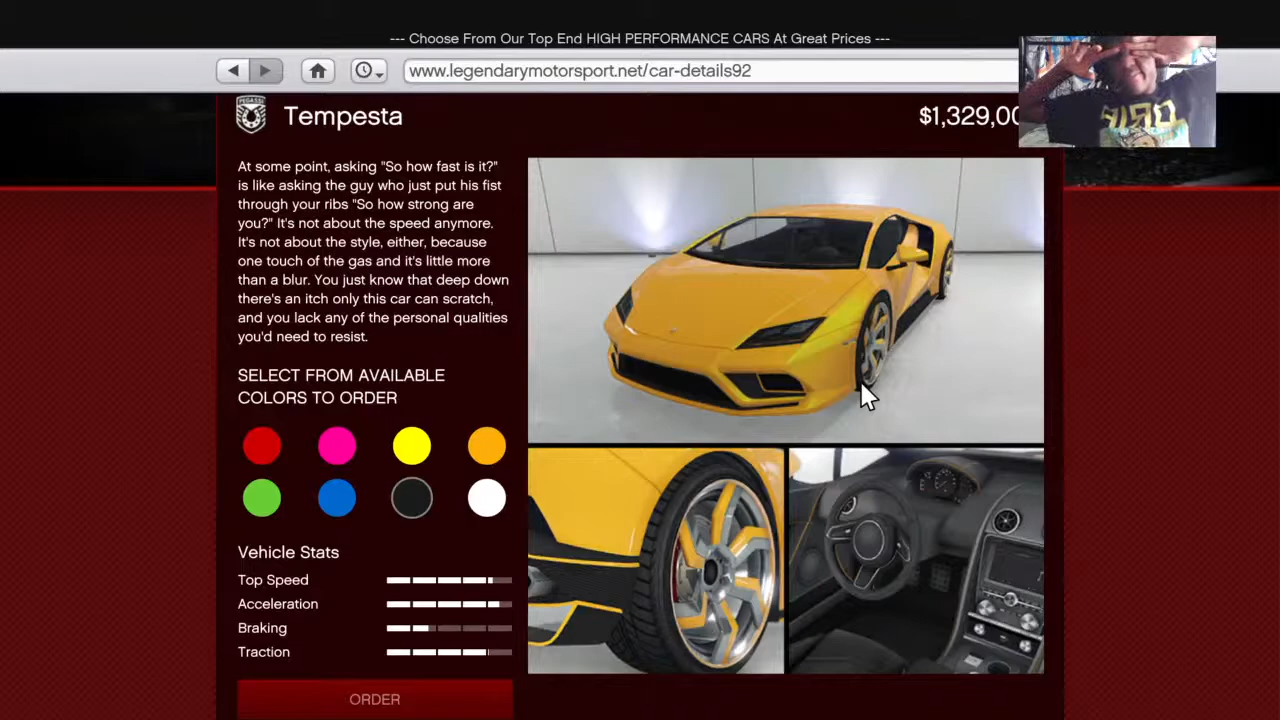 --- Choose From Our Top End HIGH PERFORMANCE CARS At Great Prices ---
www.legendarymotorsport.net/car-details92
PEGASSI
Tempesta
$1,329,00
At some point, asking "So how fast is it?"
is like asking the guy who just put his fist
through your ribs "So how strong are
you?" It's not about the speed anymore.
It's not about the style, either, because
one touch of the gas and it's little more
than a blur. You just know that deep down
there's an itch only this car can scratch,
and you lack any of the personal qualities
you'd need to resist.
SELECT FROM AVAILABLE
COLORS TO ORDER
Vehicle Stats
Top Speed
Acceleration
Braking
Traction
ORDER